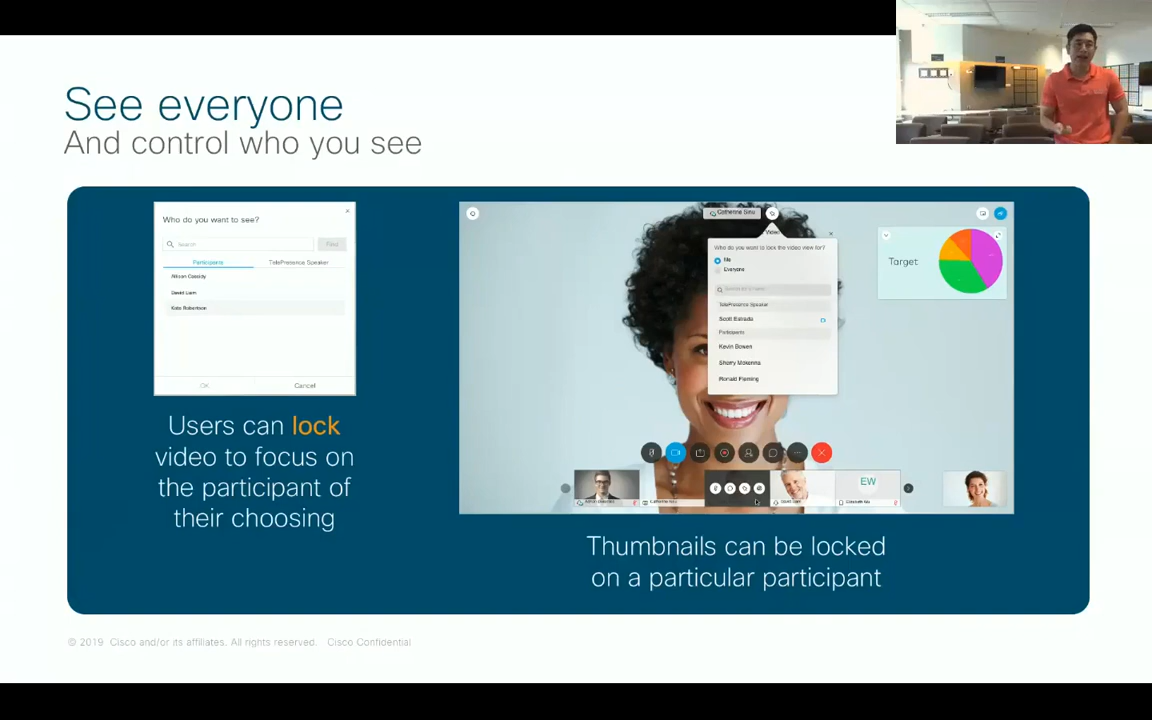 See everyone
And control who you see
Who do you want to see?
Search
Find
Participants
TelePresence Speaker
Allison Cassidy
David Liam
Kate Robertson
OK
Cancel
Users can lock
video to focus on
the participant of
their choosing
Catherine Sinu
Video
Who do you want to lock the video view for?
Me
Everyone
TelePresence Speaker
Scott Estrada
Participants
Kevin Bowen
Sherry Mckenna
Ronald Fleming
Target
EW
Thumbnails can be locked
on a particular participant
© 2019 Cisco and/or its affiliates. All rights reserved. Cisco Confidential